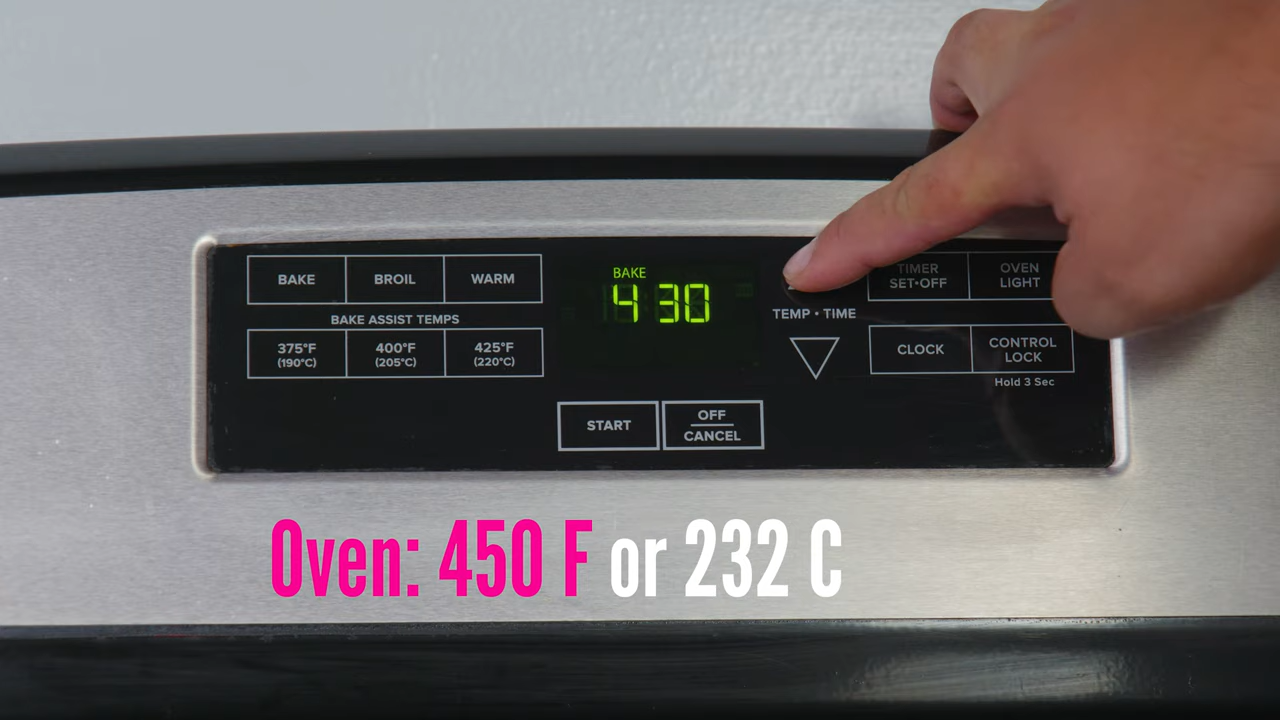 BAKE
BROIL
WARM
BAKE ASSIST TEMPS
375°F
(190°C)
400°F
(205°C)
425°F
(220°C)
BAKE
430
START
OFF
CANCEL
TEMP • TIME
TIMER
SET•OFF
OVEN
LIGHT
CLOCK
CONTROL
LOCK
Hold 3 Sec
Oven: 450 F or 232 C